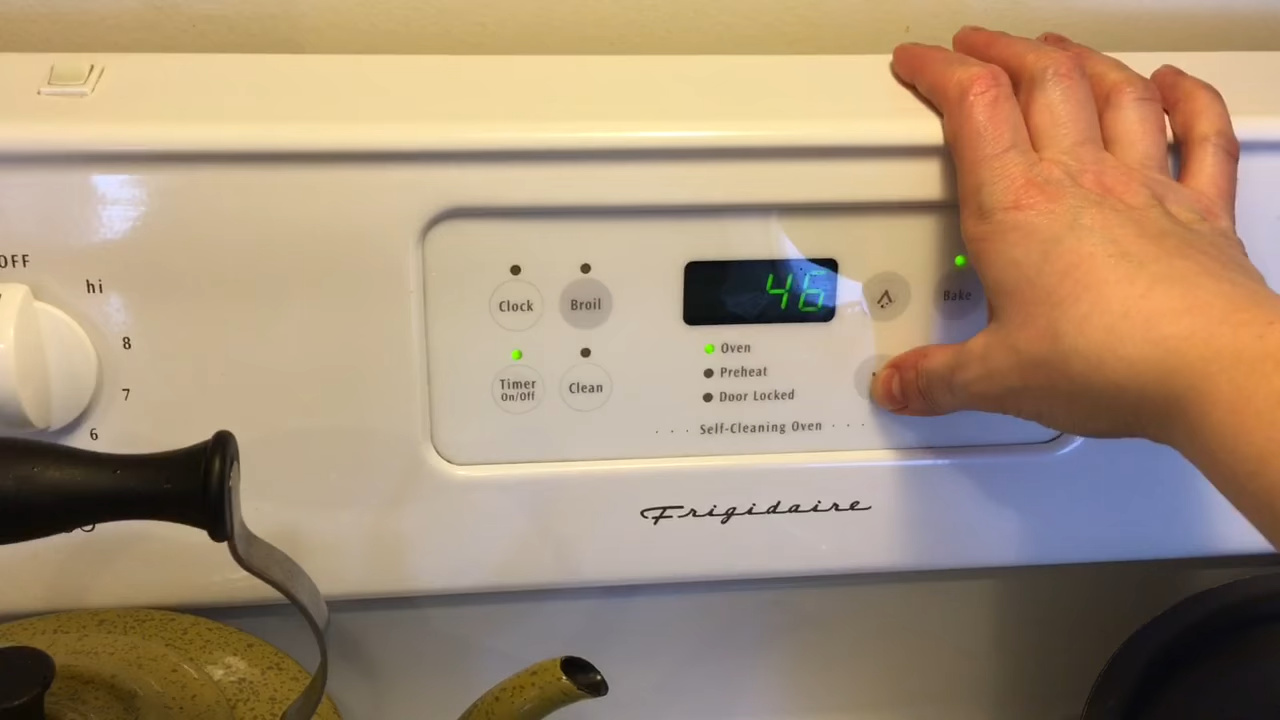 OFF
hi
8
7
6
Clock
Broil
46
Bake
Timer
On/Off
Clean
Oven
Preheat
Door Locked
Self-Cleaning Oven
Frigidaire